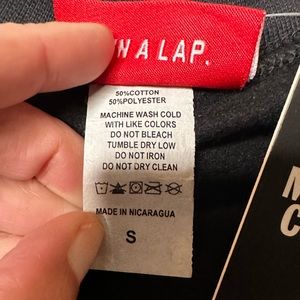 N A LAP.
50%COTTON
50%POLYESTER
MACHINE WASH COLD
WITH LIKE COLORS
DO NOT BLEACH
TUMBLE DRY LOW
DO NOT IRON
DO NOT DRY CLEAN
MADE IN NICARAGUA
S
M
C